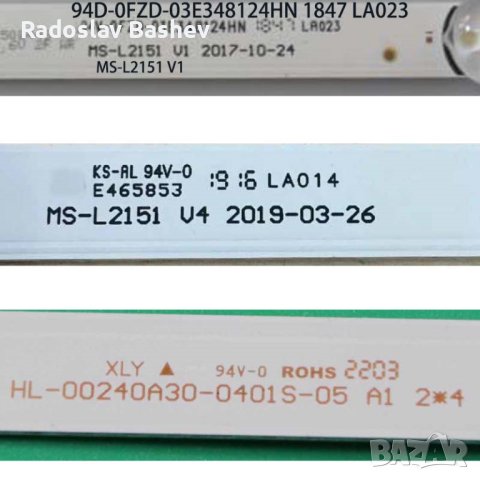 94D-0FZD-03E348124HN 1847 LA023
Radoslav Bashev
MS-L2151 V1 2017-10-24
MS-L2151 V1
KS-AL 94V-0
E465853
1916 LA014
MS-L2151 V4 2019-03-26
XLY ▲ 94V-0 ROHS 2203
HL-00240A30-0401S-05 A1 2*4
BAZAR